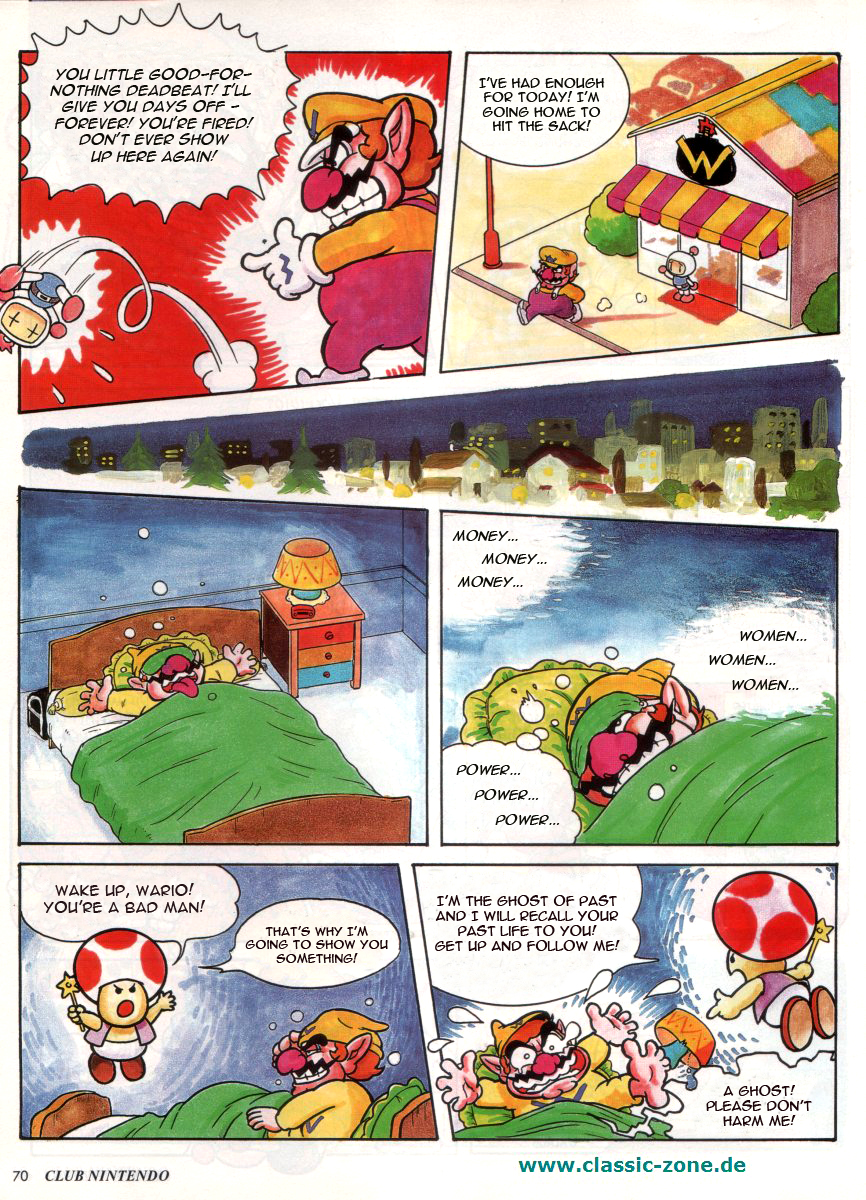 YOU LITTLE GOOD-FOR-
NOTHING DEADBEAT! I'LL
GIVE YOU DAYS OFF -
FOREVER! YOU'RE FIRED!
DON'T EVER SHOW
UP HERE AGAIN!
I'VE HAD ENOUGH
FOR TODAY! I'M
GOING HOME TO
HIT THE SACK!
W
MONEY...
MONEY...
MONEY...
WOMEN...
WOMEN...
WOMEN...
POWER...
POWER...
POWER...
WAKE UP, WARIO!
YOU'RE A BAD MAN!
THAT'S WHY I'M
GOING TO SHOW YOU
SOMETHING!
I'M THE GHOST OF PAST
AND I WILL RECALL YOUR
PAST LIFE TO YOU!
GET UP AND FOLLOW ME!
A GHOST!
PLEASE DON'T
HARM ME!
70 CLUB NINTENDO
www.classic-zone.de